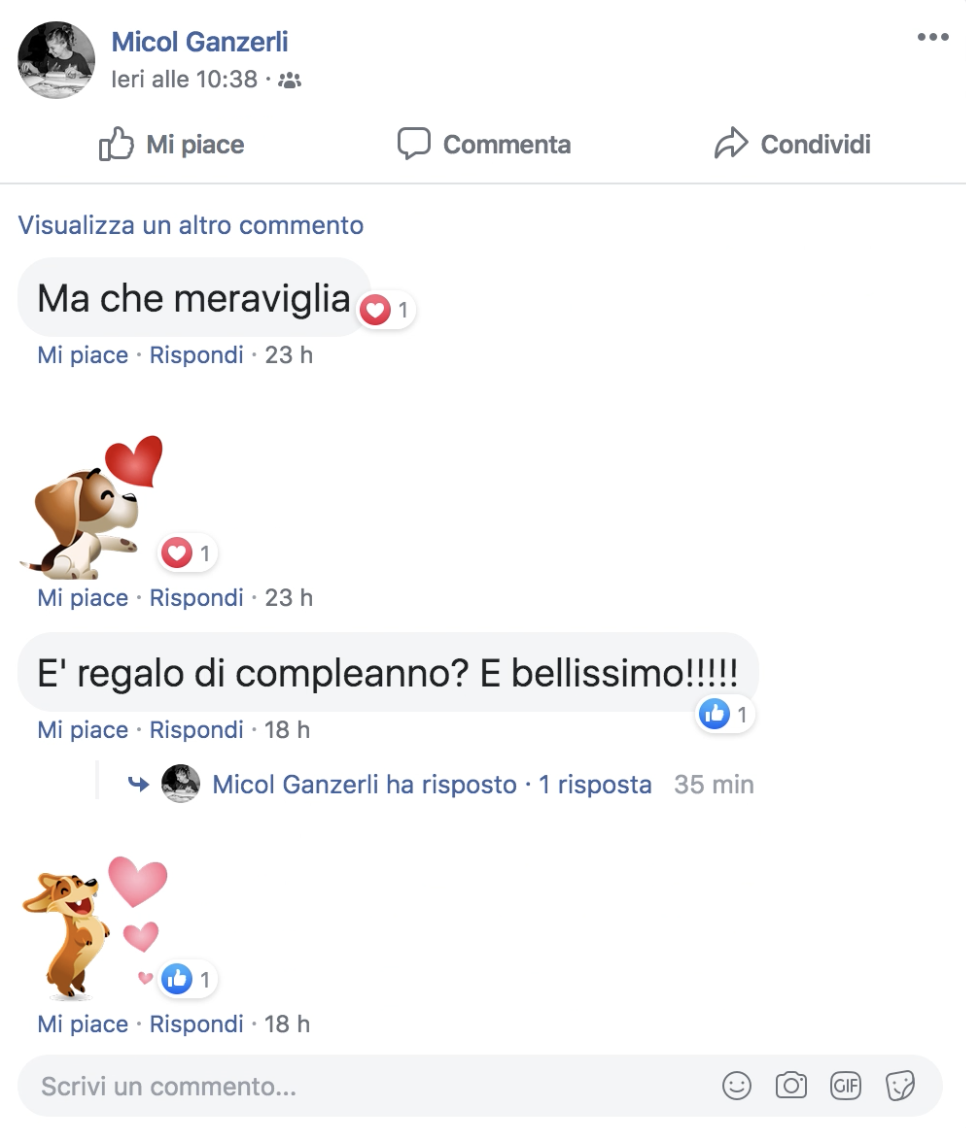 Micol Ganzerli
Ieri alle 10:38 ·
Mi piace Commenta Condividi
Visualizza un altro commento
Ma che meraviglia 1
Mi piace · Rispondi · 23 h
1
Mi piace · Rispondi · 23 h
E' regalo di compleanno? E bellissimo!!!!!
1
Mi piace · Rispondi · 18 h
Micol Ganzerli ha risposto · 1 risposta 35 min
1
Mi piace · Rispondi · 18 h
Scrivi un commento... GIF